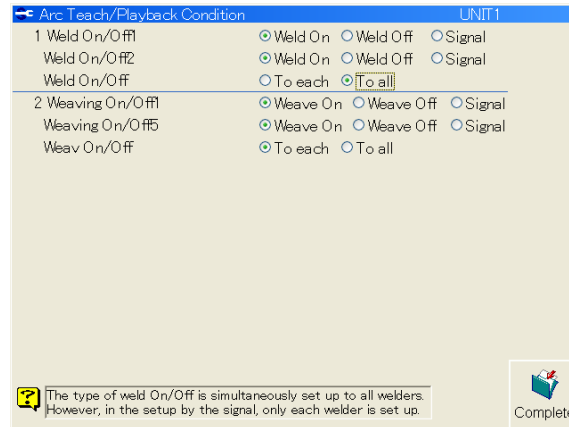 Arc Teach/Playback Condition UNIT1
1 Weld On/Off1 Weld On Weld Off Signal
Weld On/Off2 Weld On Weld Off Signal
Weld On/Off To each To all
2 Weaving On/Off1 Weave On Weave Off Signal
Weaving On/Off5 Weave On Weave Off Signal
Weav On/Off To each To all
The type of weld On/Off is simultaneously set up to all welders.
However, in the setup by the signal, only each welder is set up.
Complete